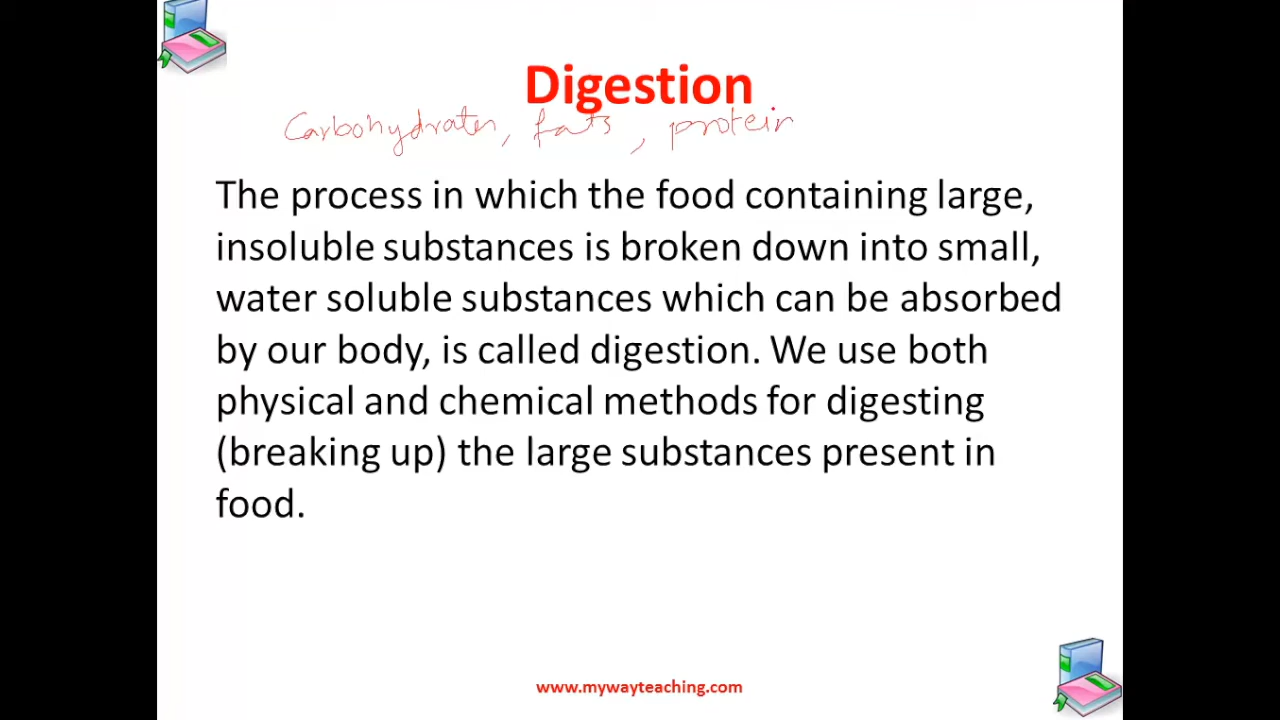 Digestion
Carbohydrates, fats, protein
The process in which the food containing large,
insoluble substances is broken down into small,
water soluble substances which can be absorbed
by our body, is called digestion. We use both
physical and chemical methods for digesting
(breaking up) the large substances present in
food.
www.mywayteaching.com